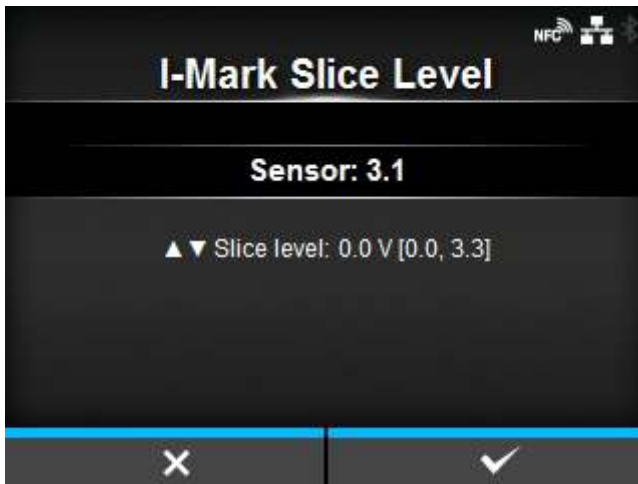 NFC
I-Mark Slice Level
Sensor: 3.1
▲▼ Slice level: 0.0 V [0.0, 3.3]